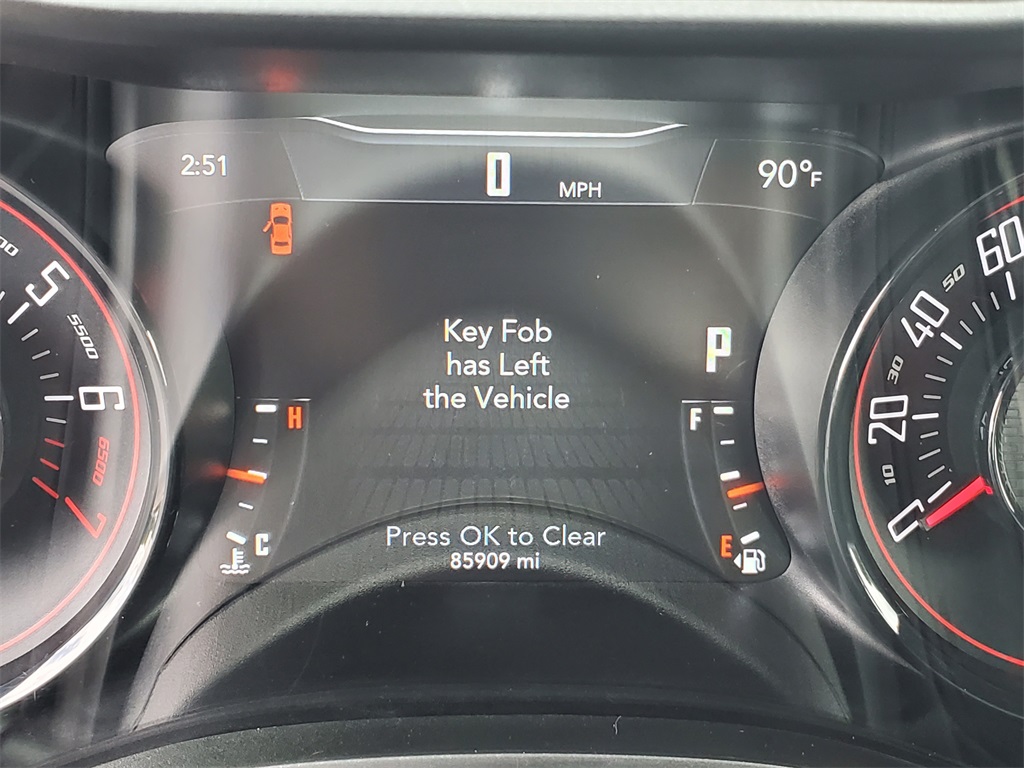 2:51
0 MPH
90°F
Key Fob
has Left
the Vehicle
P
H
C
F
E
Press OK to Clear
85909 mi
5
5500
6
6500
7
0
10
20
30
40
50
60